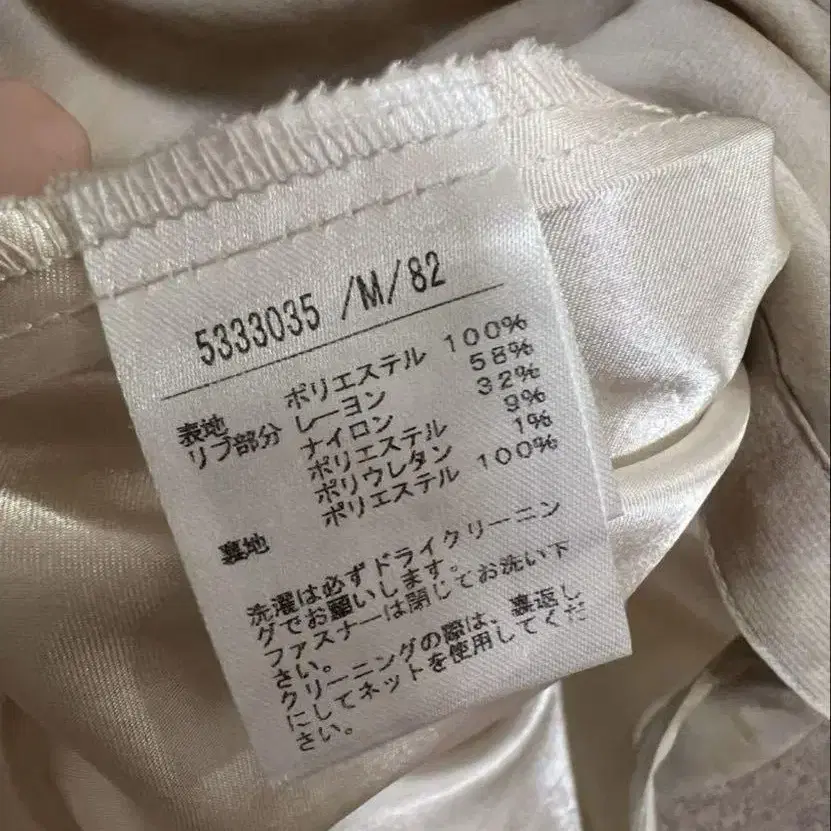 5333035 /M/82
表地 ポリエステル 100%
リブ部分 レーヨン 58%
ナイロン 32%
ポリエステル 9%
ポリウレタン 1%
裏地 ポリエステル 100%
洗濯は必ずドライクリーニン
グでお願いします。
ファスナーは閉じてお洗い下
さい。
クリーニングの際は、裏返し
にしてネットを使用してくだ
さい。